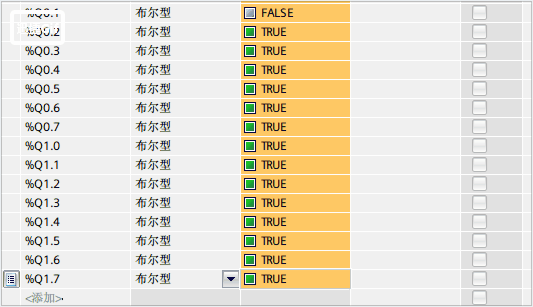 %Q0.1 布尔型 FALSE
%Q0.2 布尔型 TRUE
%Q0.3 布尔型 TRUE
%Q0.4 布尔型 TRUE
%Q0.5 布尔型 TRUE
%Q0.6 布尔型 TRUE
%Q0.7 布尔型 TRUE
%Q1.0 布尔型 TRUE
%Q1.1 布尔型 TRUE
%Q1.2 布尔型 TRUE
%Q1.3 布尔型 TRUE
%Q1.4 布尔型 TRUE
%Q1.5 布尔型 TRUE
%Q1.6 布尔型 TRUE
%Q1.7 布尔型 TRUE
<添加>